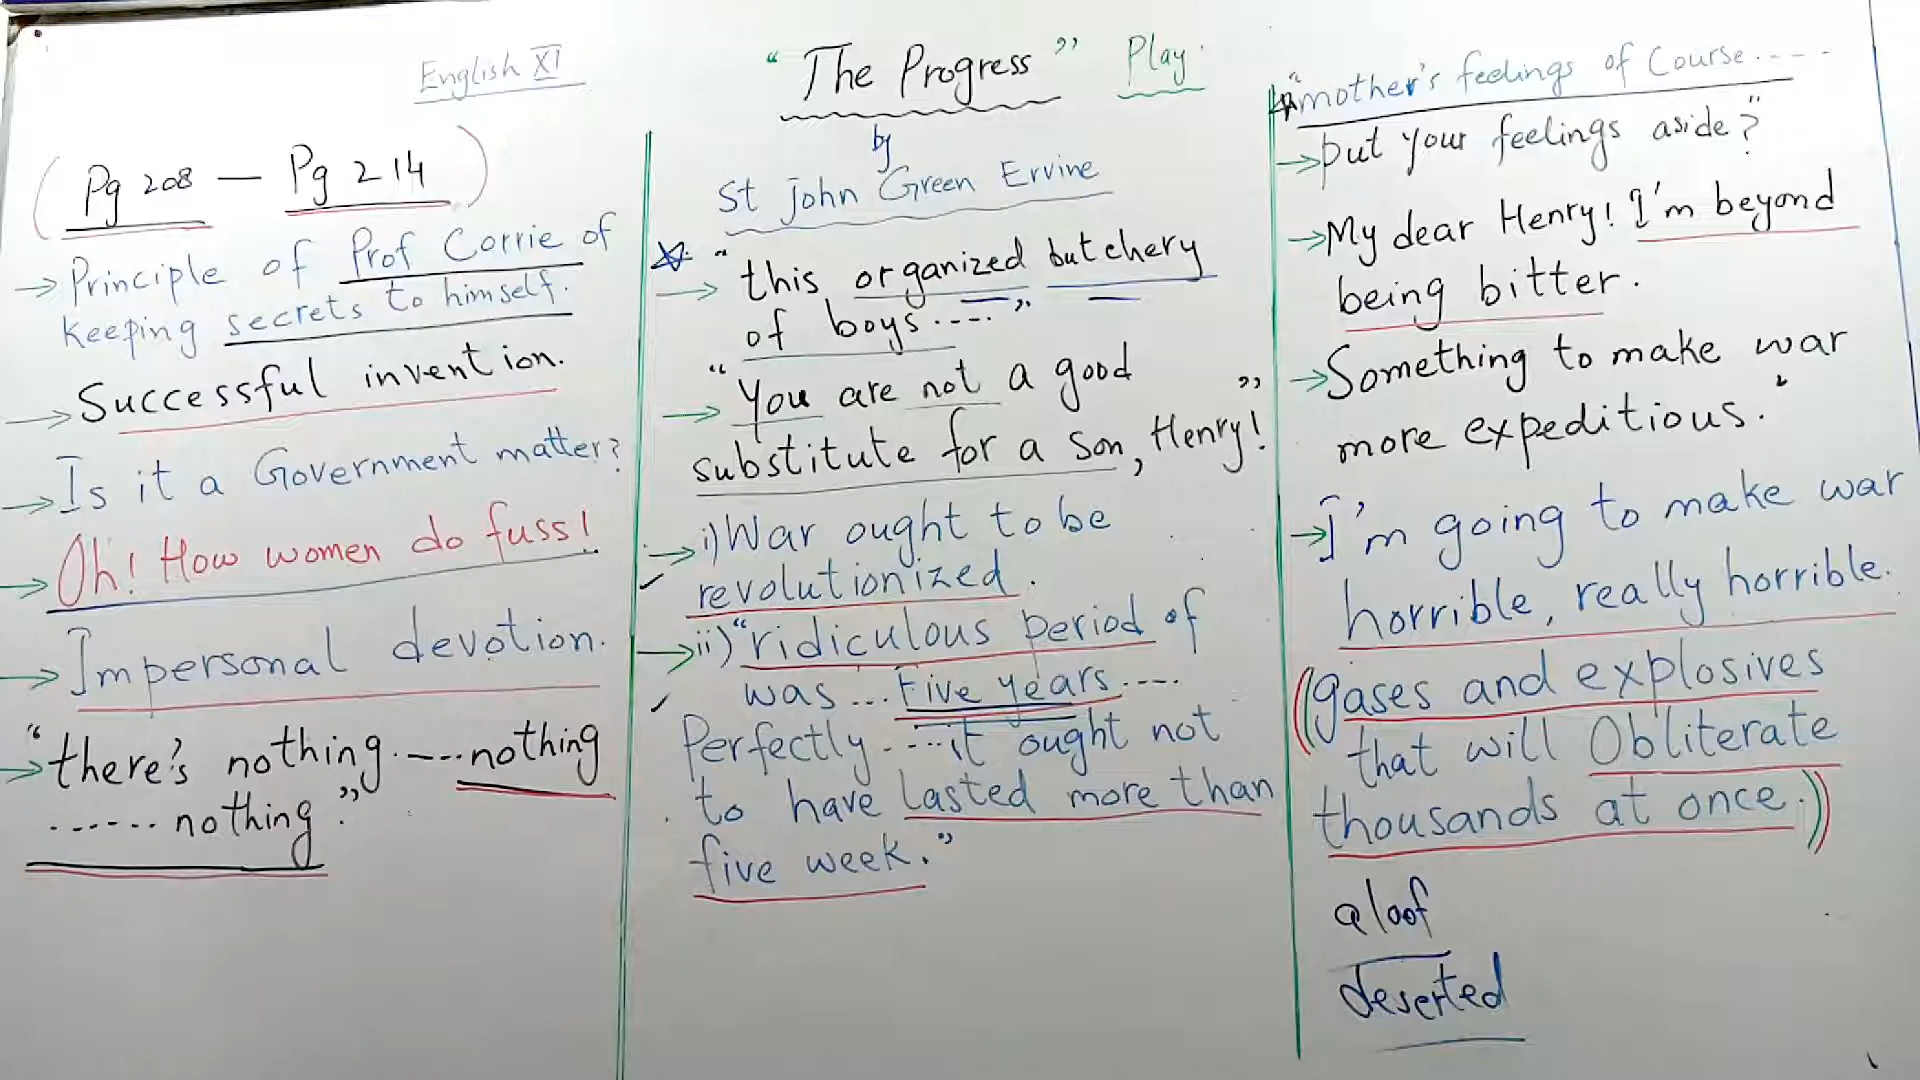 English XI
"The Progress" Play
by
St John Green Ervine
(Pg 208 — Pg 214)
→ Principle of Prof Corrie of
keeping secrets to himself.
→ Successful invention.
→ Is it a Government matter?
→ Oh! How women do fuss!
→ Impersonal devotion.
→ "there's nothing ..... nothing
...... nothing."
→ "this organized butchery
of boys....."
→ "You are not a good
substitute for a son, Henry!"
→ i) War ought to be
revolutionized.
→ ii) "ridiculous period of
was ... Five years ....
Perfectly .....it ought not
to have lasted more than
five week."
"mother's feelings of Course.....
→ put your feelings aside?"
→ My dear Henry! I'm beyond
being bitter.
→ Something to make war
more expeditious.
→ I'm going to make war
horrible, really horrible.
(gases and explosives
that will Obliterate
thousands at once.)
aloof
deserted